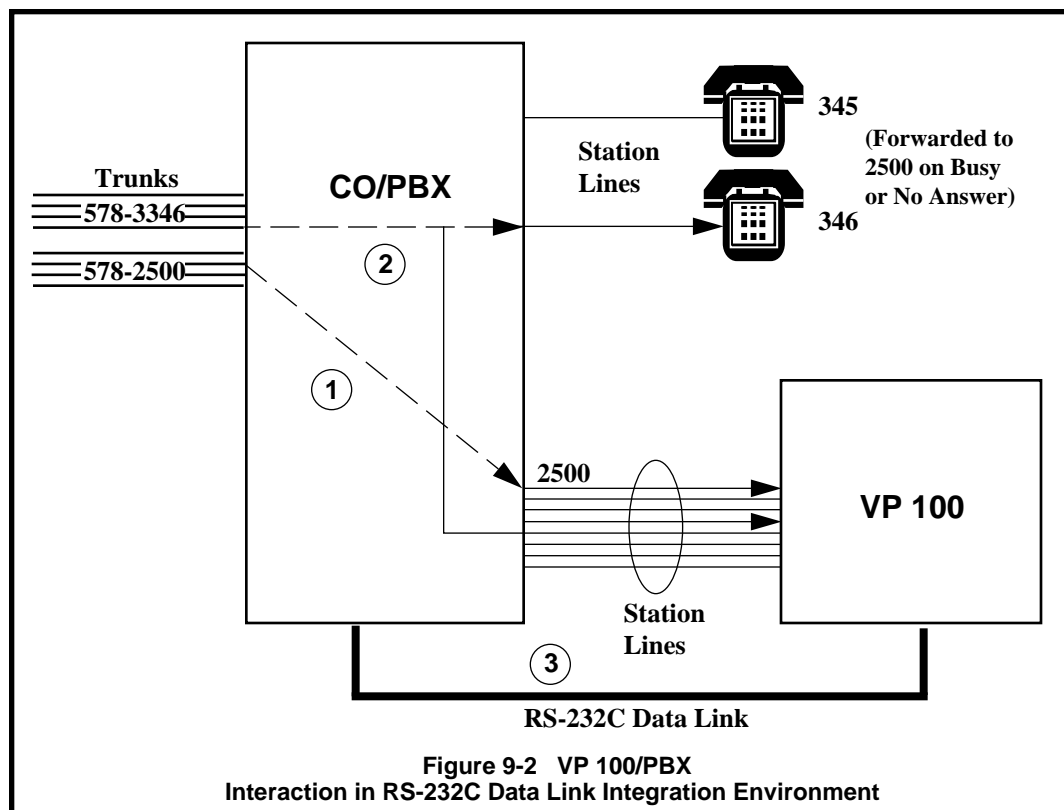 345
(Forwarded to
2500 on Busy
or No Answer)
346
Station
Lines
Trunks
578-3346
578-2500
CO/PBX
2
1
2500
VP 100
Station
Lines
3
RS-232C Data Link
Figure 9-2 VP 100/PBX
Interaction in RS-232C Data Link Integration Environment